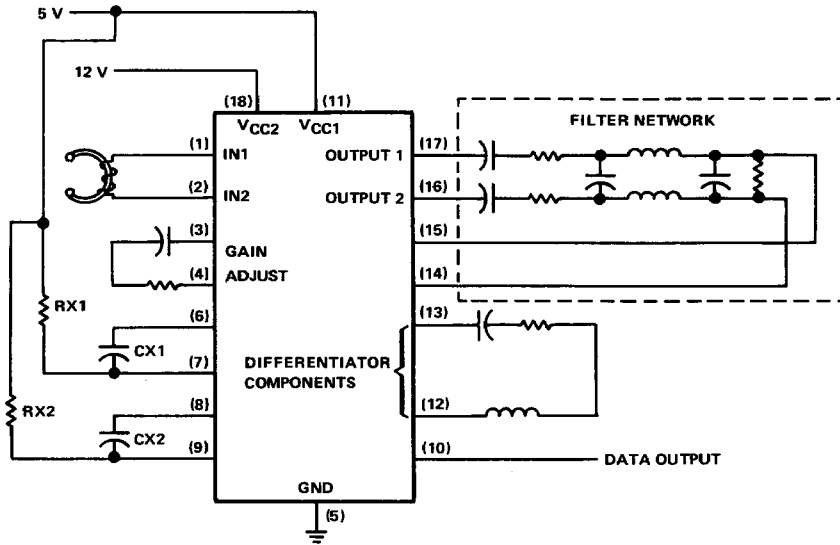 5 V
12 V
(18)
(11)
VCC2
VCC1
(1)
IN1
(2)
IN2
(3)
GAIN
(4)
ADJUST
(6)
CX1
(7)
RX1
(8)
RX2
CX2
(9)
DIFFERENTIATOR
COMPONENTS
GND
(5)
OUTPUT 1
(17)
OUTPUT 2
(16)
(15)
(14)
(13)
(12)
(10)
DATA OUTPUT
FILTER NETWORK